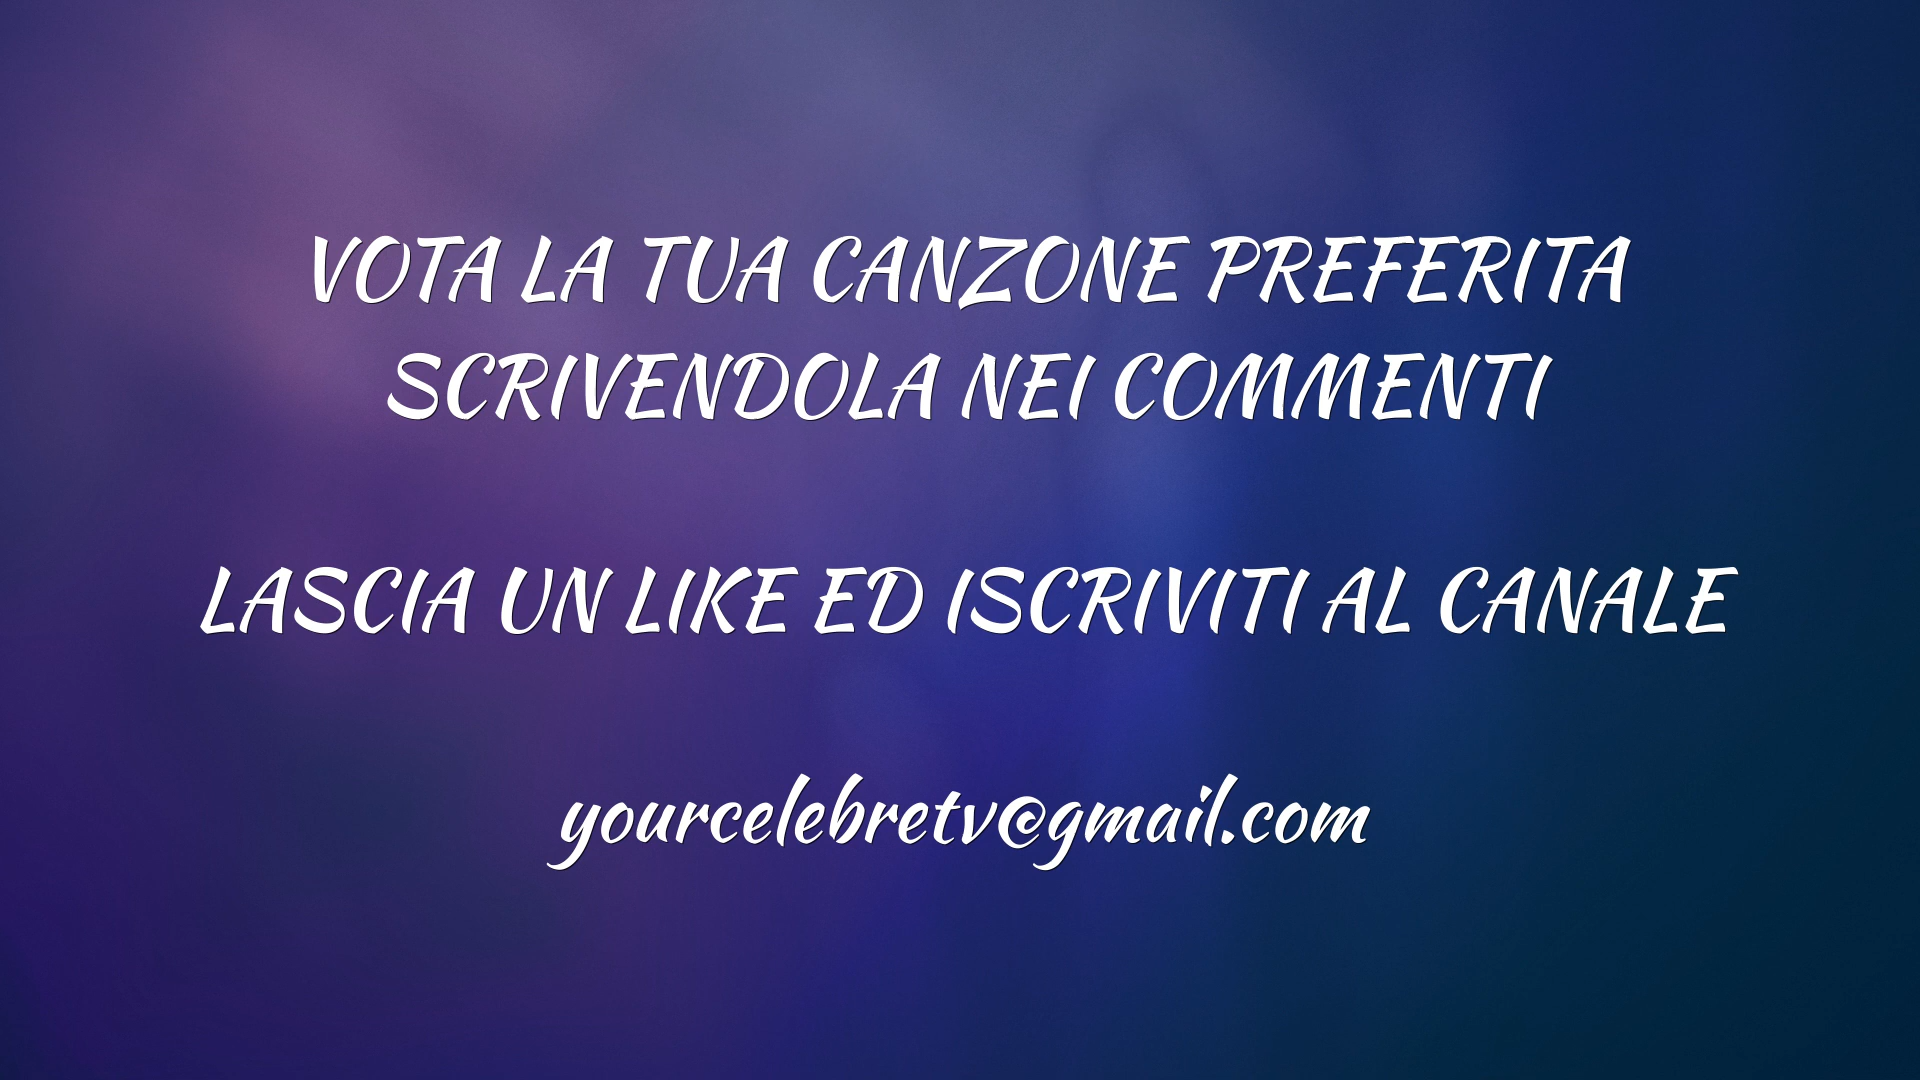 VOTA LA TUA CANZONE PREFERITA
SCRIVENDOLA NEI COMMENTI
LASCIA UN LIKE ED ISCRIVITI AL CANALE
yourcelebretv@gmail.com